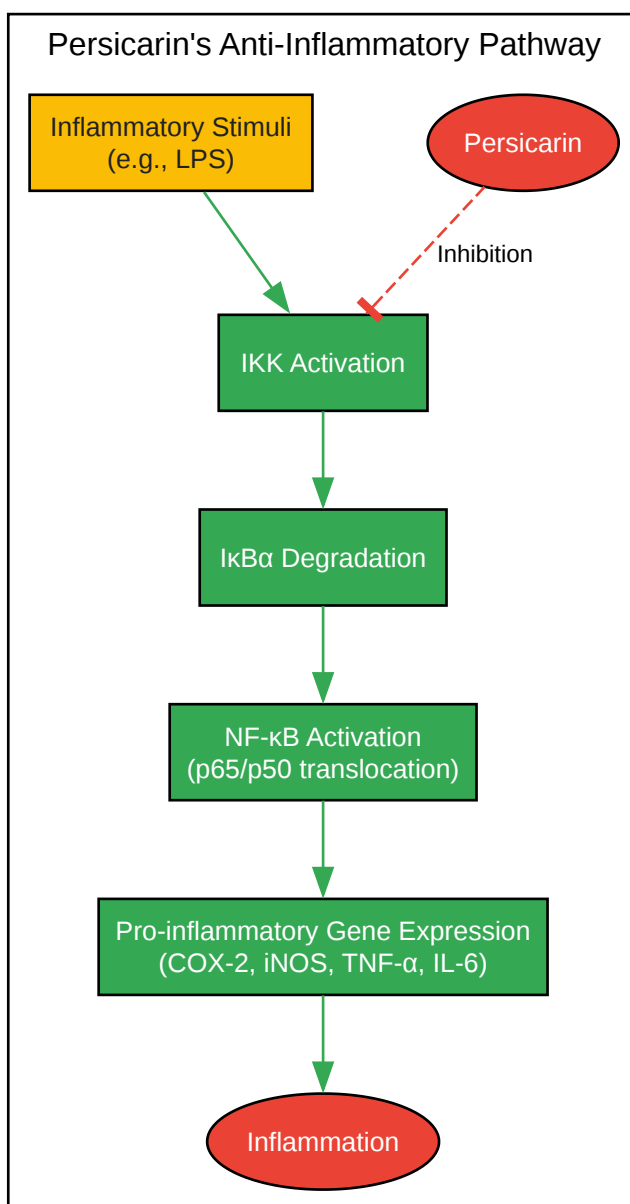 Persicarin's Anti-Inflammatory Pathway
Inflammatory Stimuli
(e.g., LPS)
Persicarin
Inhibition
IKK Activation
IκBα Degradation
NF-κB Activation
(p65/p50 translocation)
Pro-inflammatory Gene Expression
(COX-2, iNOS, TNF-α, IL-6)
Inflammation